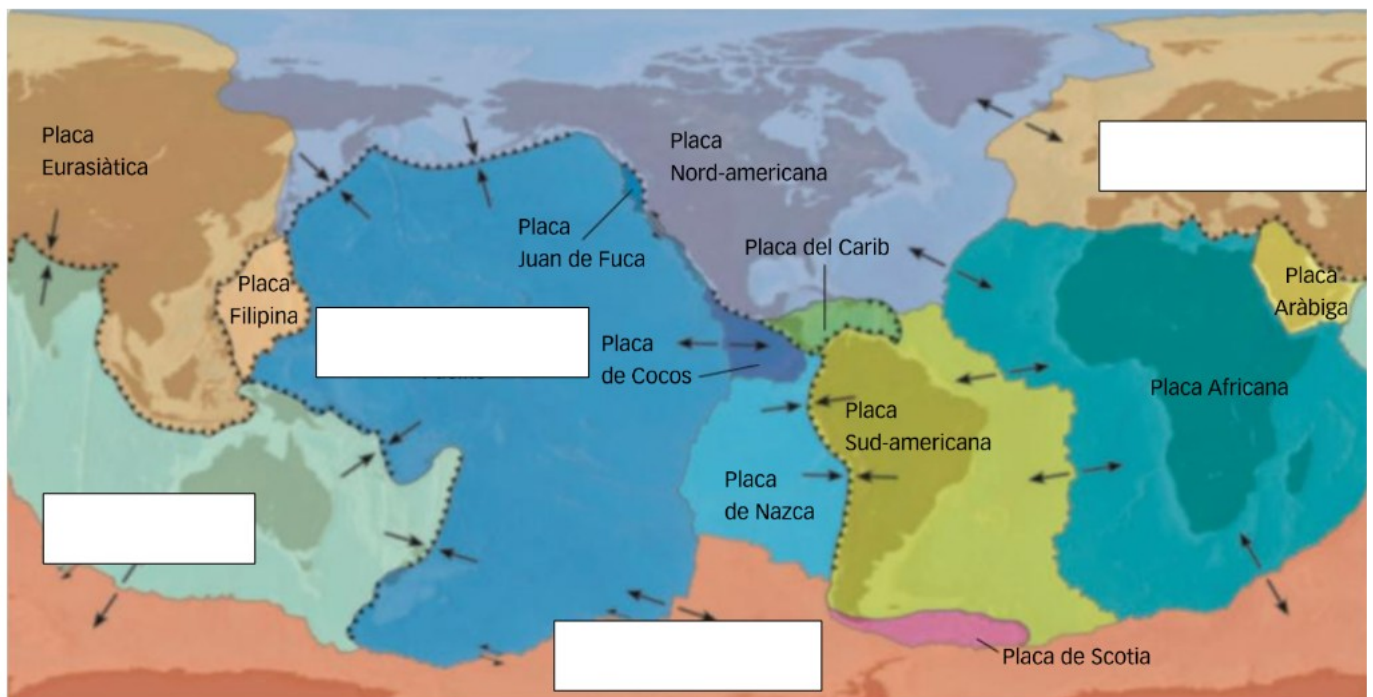 Placa
Eurasiàtica
Placa
Nord-americana
Placa
Juan de Fuca
Placa del Carib
Placa
Filipina
Placa
Aràbiga
Placa
de Cocos
Placa Africana
Placa
Sud-americana
Placa
de Nazca
Placa de Scotia